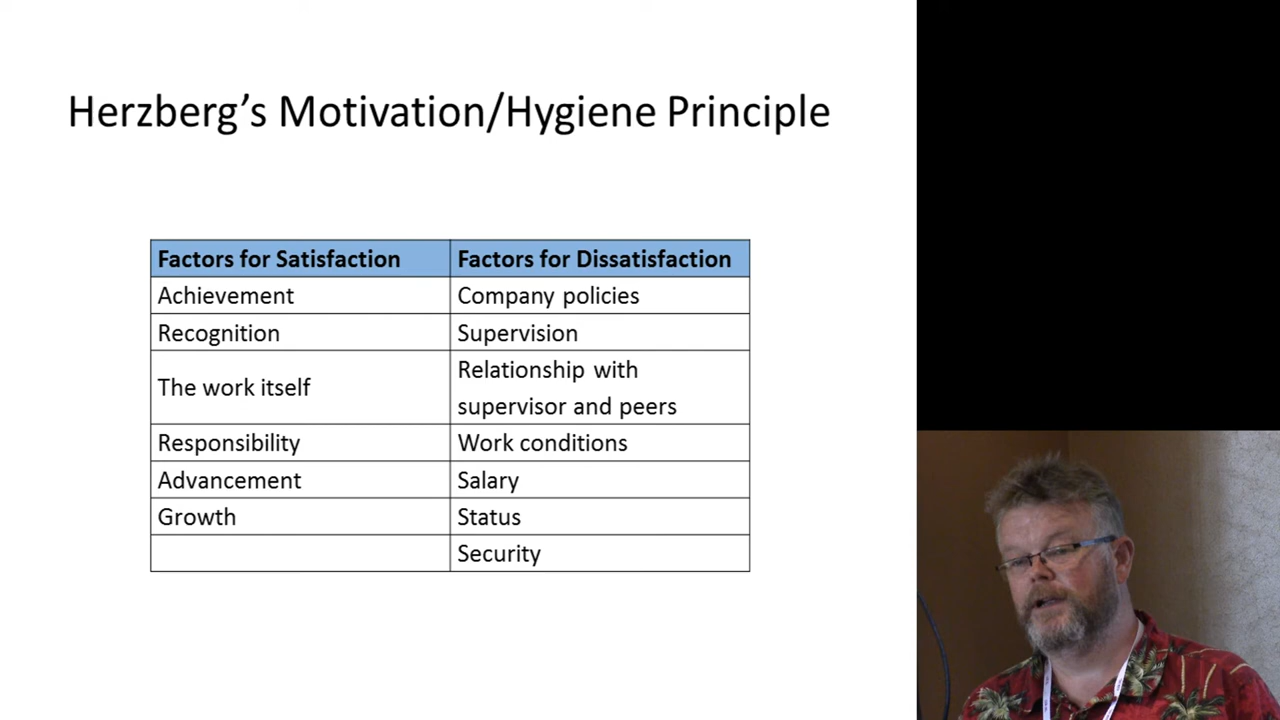 Herzberg’s Motivation/Hygiene Principle
Factors for Satisfaction
Factors for Dissatisfaction
Achievement
Company policies
Recognition
Supervision
The work itself
Relationship with
supervisor and peers
Responsibility
Work conditions
Advancement
Salary
Growth
Status
Security